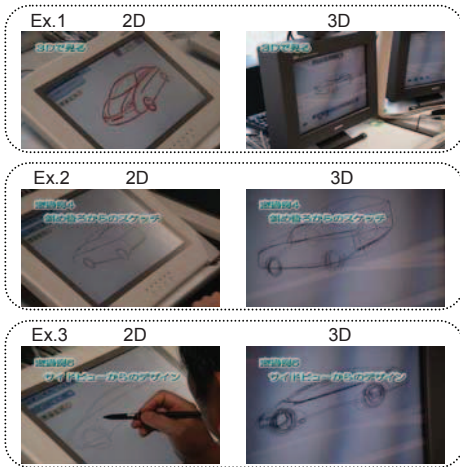 Ex.1 2D 3D
3Dで見る
3Dで見る
Ex.2 2D 3D
斜め後ろからのスケッチ
斜め後ろからのスケッチ
Ex.3 2D 3D
サイドビューからのデザイン
サイドビューからのデザイン